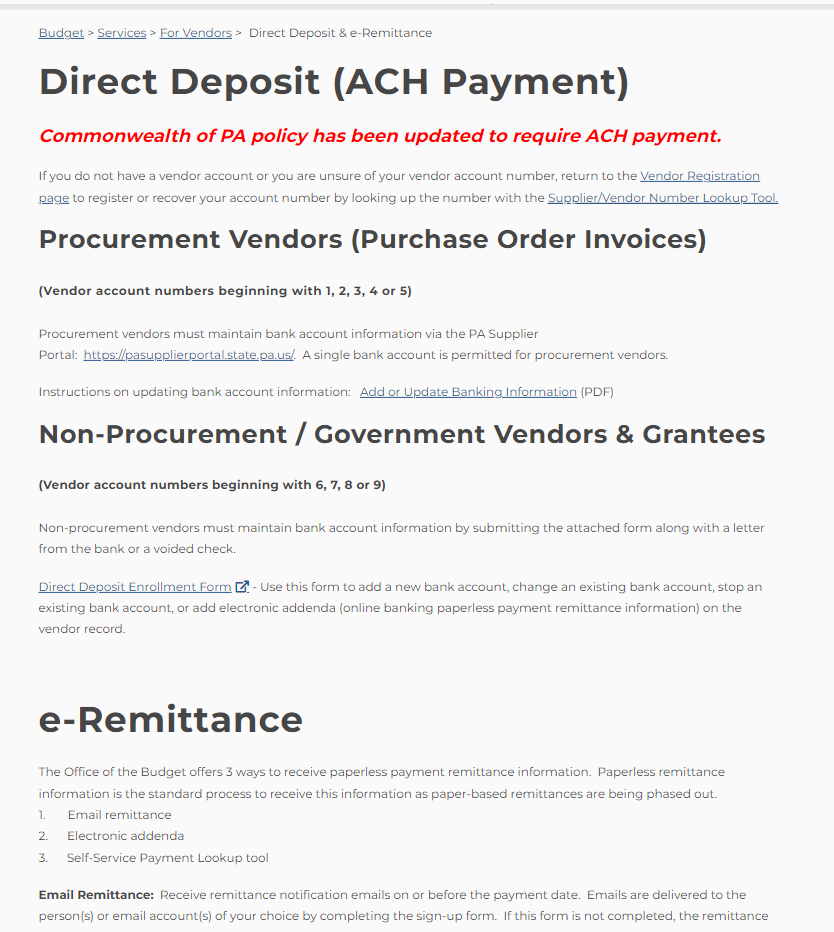 Budget > Services > For Vendors > Direct Deposit & e-Remittance
Direct Deposit (ACH Payment)
Commonwealth of PA policy has been updated to require ACH payment.
If you do not have a vendor account or you are unsure of your vendor account number, return to the Vendor Registration
page to register or recover your account number by looking up the number with the Supplier/Vendor Number Lookup Tool.
Procurement Vendors (Purchase Order Invoices)
(Vendor account numbers beginning with 1, 2, 3, 4 or 5)
Procurement vendors must maintain bank account information via the PA Supplier
Portal: https://pasupplierportal.state.pa.us/. A single bank account is permitted for procurement vendors.
Instructions on updating bank account information: Add or Update Banking Information (PDF)
Non-Procurement / Government Vendors & Grantees
(Vendor account numbers beginning with 6, 7, 8 or 9)
Non-procurement vendors must maintain bank account information by submitting the attached form along with a letter
from the bank or a voided check.
Direct Deposit Enrollment Form - Use this form to add a new bank account, change an existing bank account, stop an
existing bank account, or add electronic addenda (online banking paperless payment remittance information) on the
vendor record.
e-Remittance
The Office of the Budget offers 3 ways to receive paperless payment remittance information. Paperless remittance
information is the standard process to receive this information as paper-based remittances are being phased out.
1. Email remittance
2. Electronic addenda
3. Self-Service Payment Lookup tool
Email Remittance: Receive remittance notification emails on or before the payment date. Emails are delivered to the
person(s) or email account(s) of your choice by completing the sign-up form. If this form is not completed, the remittance